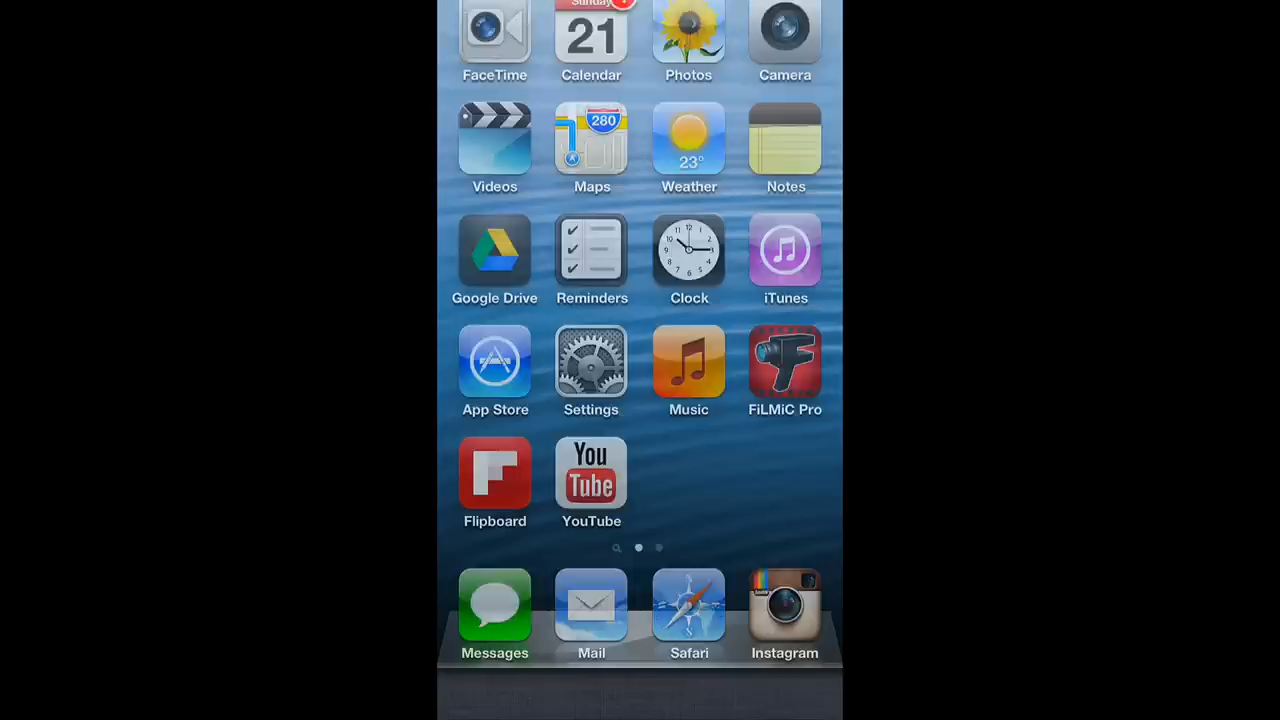 Sunday
21
FaceTime
Calendar
Photos
Camera
280
23°
Videos
Maps
Weather
Notes
Google Drive
Reminders
Clock
iTunes
App Store
Settings
Music
FiLMiC Pro
You
Tube
Flipboard
YouTube
Messages
Mail
Safari
Instagram